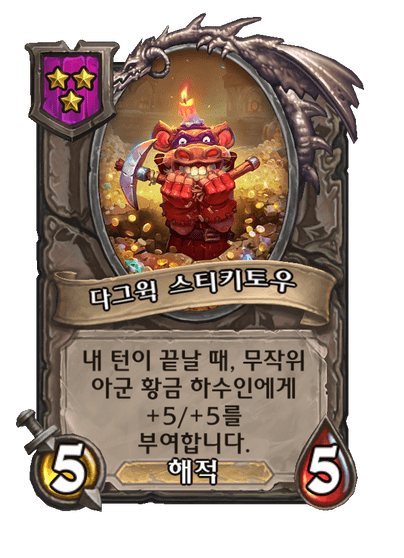 다그윅 스티키토우
내 턴이 끝날 때, 무작위
아군 황금 하수인에게
+5/+5를
부여합니다.
5
해적
5